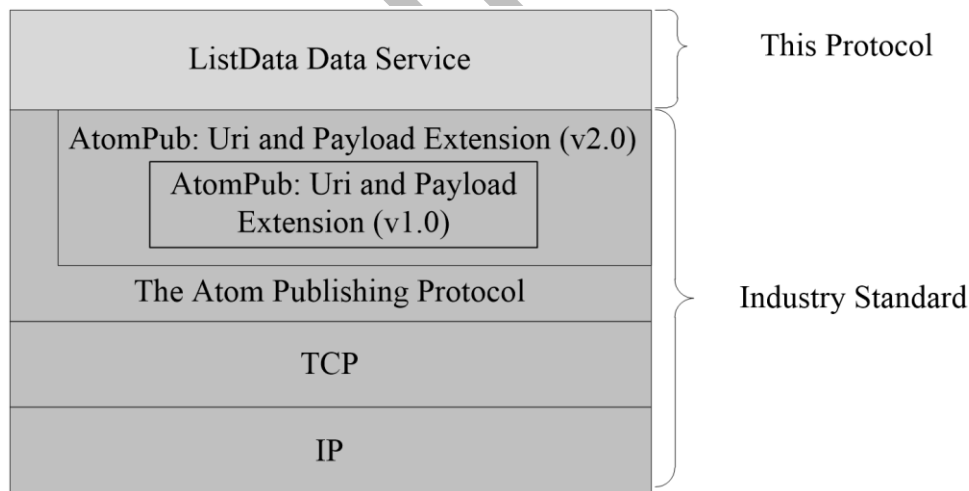 ListData Data Service
This Protocol
AtomPub: Uri and Payload Extension (v2.0)
AtomPub: Uri and Payload
Extension (v1.0)
The Atom Publishing Protocol
Industry Standard
TCP
IP